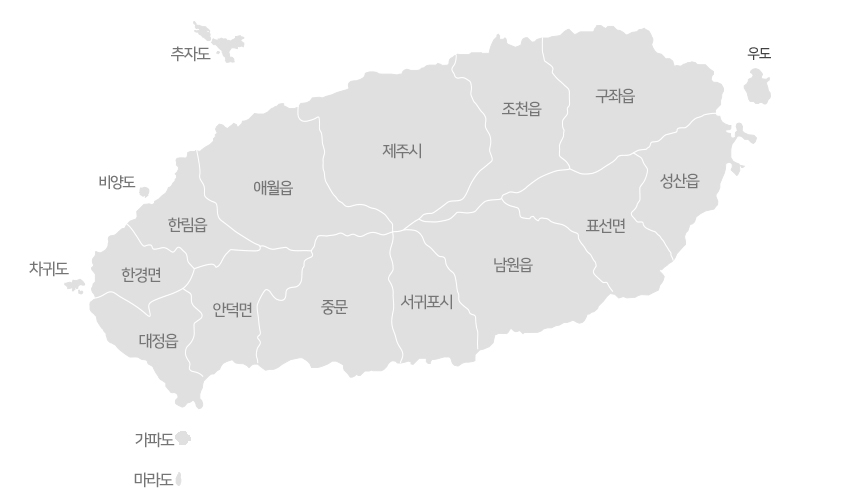 추자도
우도
구좌읍
조천읍
제주시
비양도
애월읍
성산읍
한림읍
표선면
차귀도
한경면
남원읍
안덕면
중문
서귀포시
대정읍
가파도
마라도